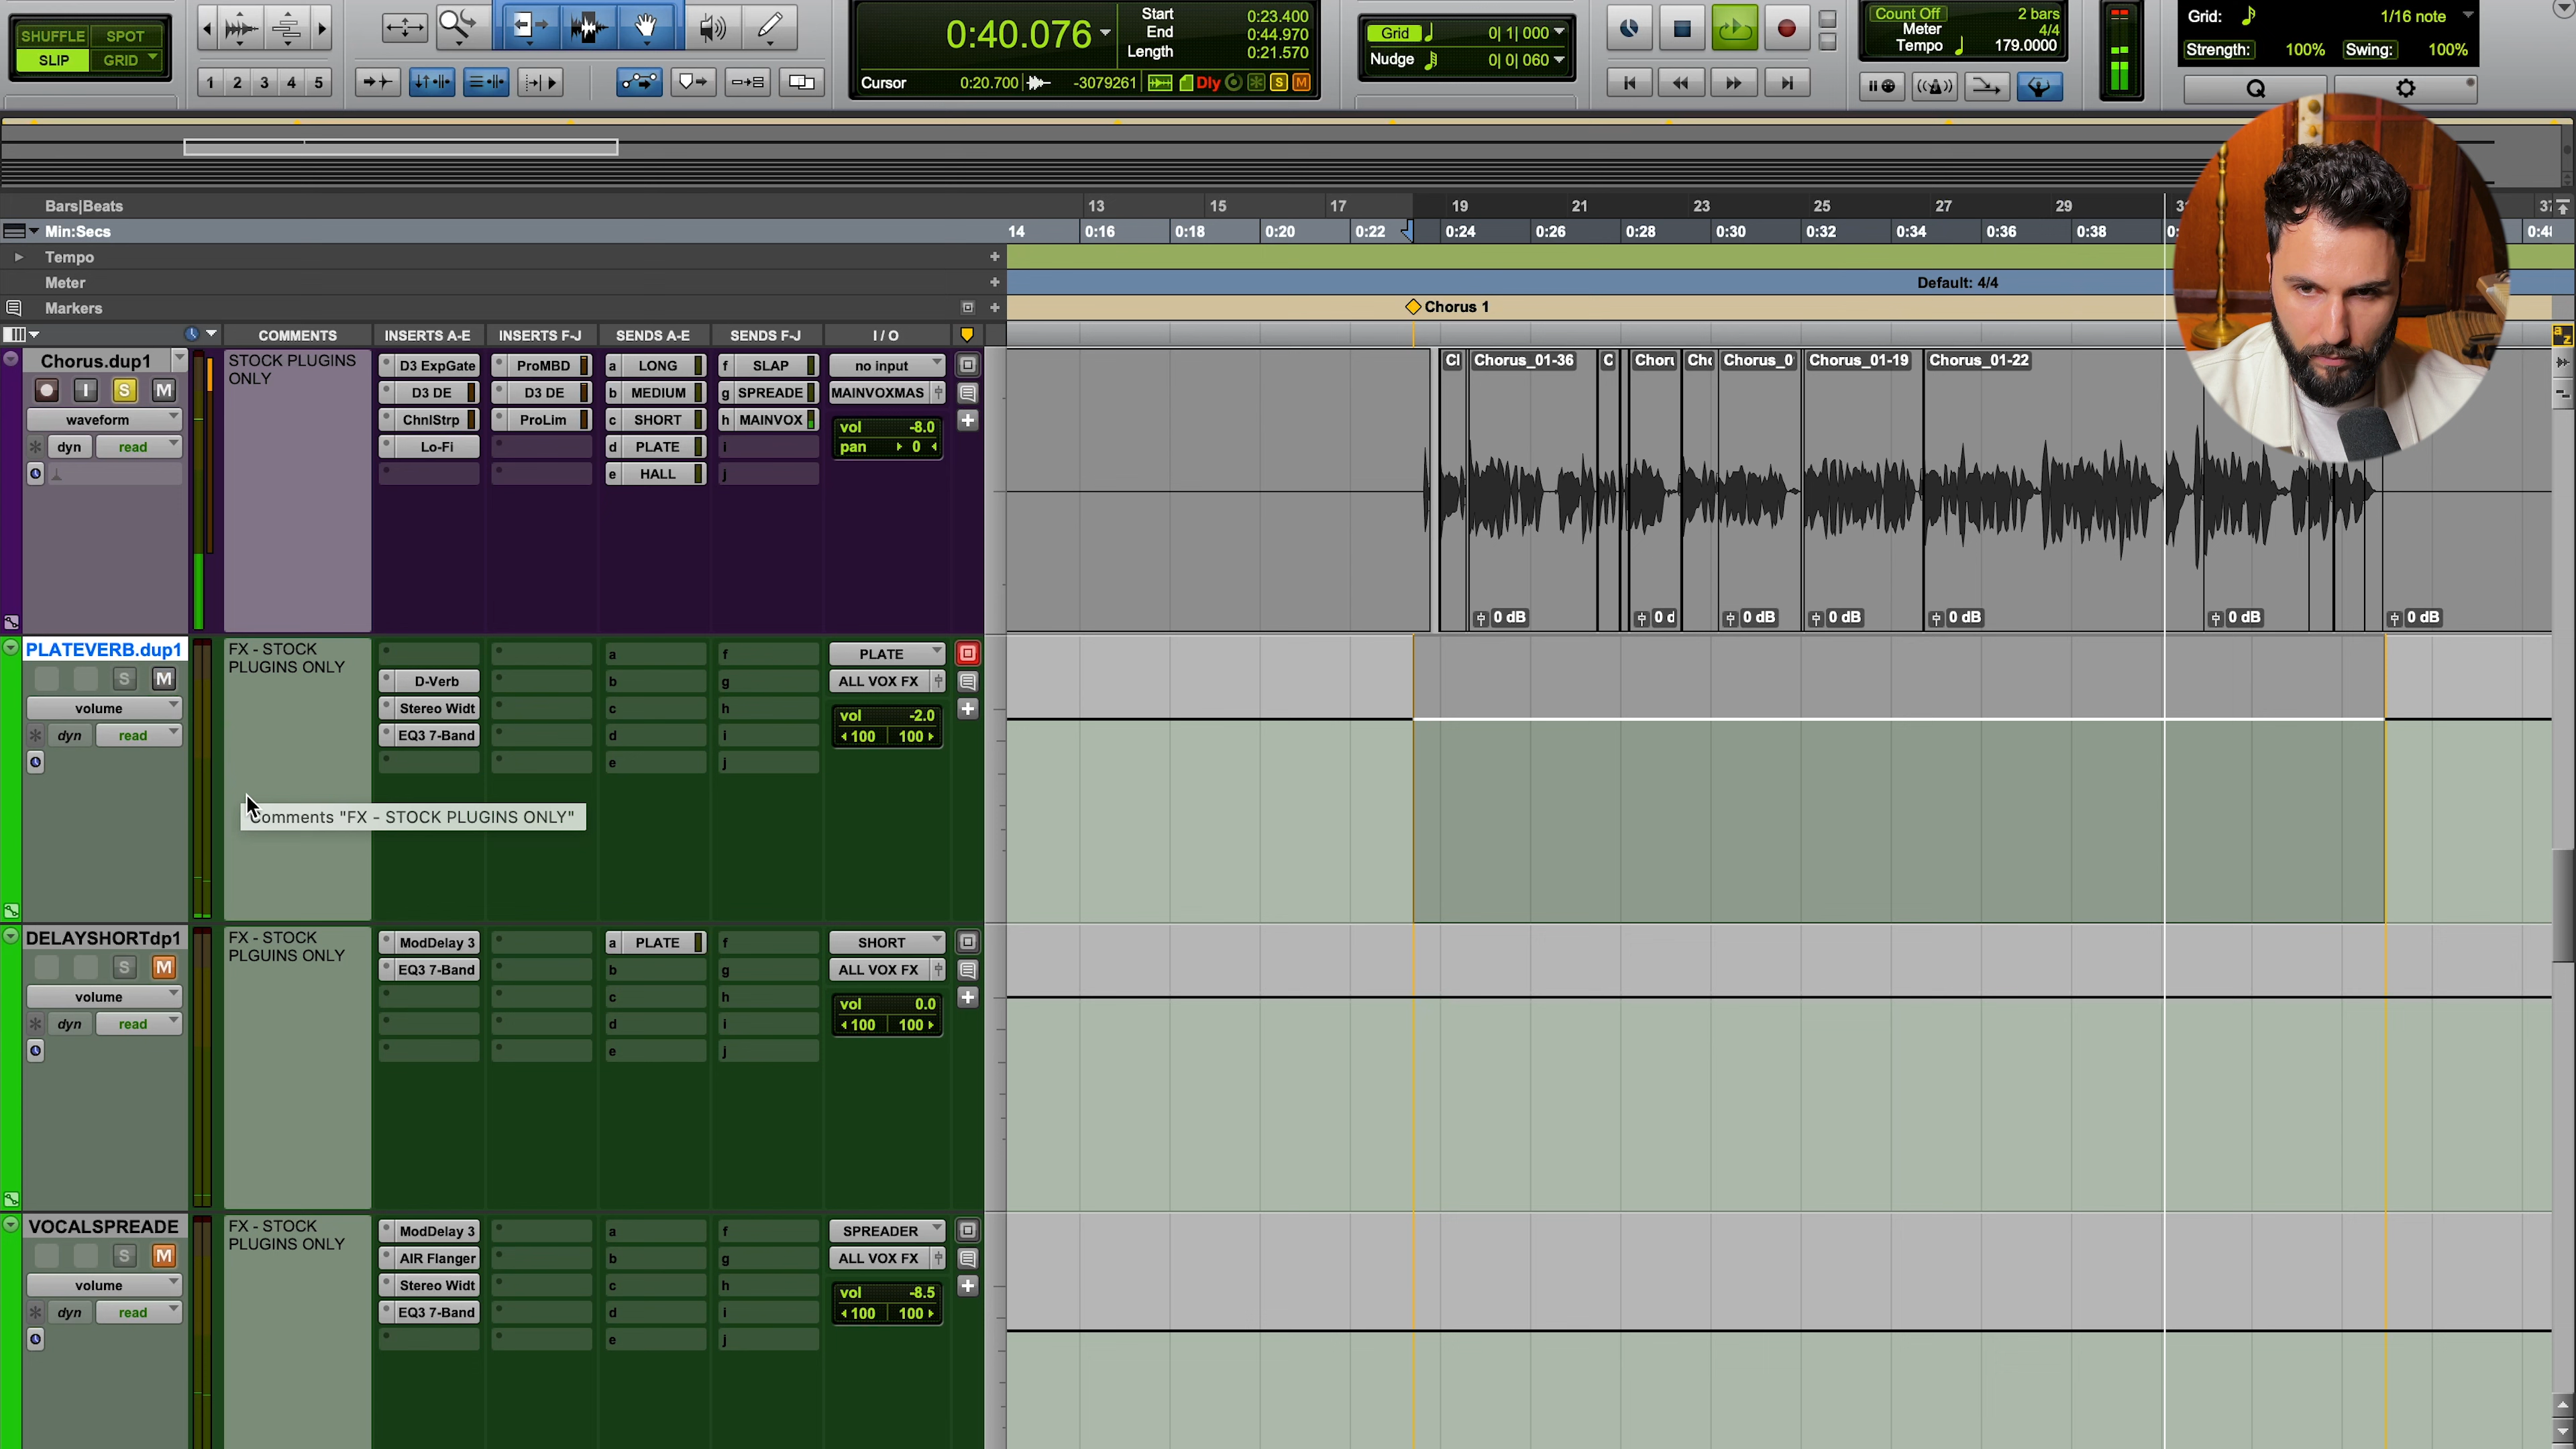 SHUFFLE SPOT
SLIP GRID
1 2 3 4 5
0:40.076
Start 0:23.400
End 0:44.970
Length 0:21.570
Cursor 0:20.700 -3079261 Dly S M
Grid 0| 1| 000
Nudge 0| 0| 060
Count Off 2 bars
Meter 4/4
Tempo 179.0000
Grid: 1/16 note
Strength: 100% Swing: 100%
Q
Bars|Beats 13 15 17 19 21 23 25 27 29
Min:Secs 14 0:16 0:18 0:20 0:22 0:24 0:26 0:28 0:30 0:32 0:34 0:36 0:38
Tempo
Meter Default: 4/4
Markers Chorus 1
COMMENTS INSERTS A-E INSERTS F-J SENDS A-E SENDS F-J I / O
a z
Chorus.dup1
I S M
waveform
dyn read
STOCK PLUGINS
ONLY
D3 ExpGate ProMBD a LONG f SLAP no input
D3 DE D3 DE b MEDIUM g SPREADE MAINVOXMAS
ChnlStrp ProLim c SHORT h MAINVOX vol -8.0
Lo-Fi d PLATE i pan 0
e HALL j
Chorus_01-36 C Choru Cho Chorus_0 Chorus_01-19 Chorus_01-22
0 dB 0 d 0 dB 0 dB 0 dB 0 dB 0 dB
PLATEVERB.dup1
S M
volume
dyn read
FX - STOCK
PLUGINS ONLY
a f PLATE
D-Verb b g ALL VOX FX
Stereo Widt c h vol -2.0
EQ3 7-Band d i 100 100
e j
Comments "FX - STOCK PLUGINS ONLY"
DELAYSHORTdp1
S M
volume
dyn read
FX - STOCK
PLGUINS ONLY
ModDelay 3 a PLATE f SHORT
EQ3 7-Band b g ALL VOX FX
c h vol 0.0
d i 100 100
e j
VOCALSPREADE
S M
volume
dyn read
FX - STOCK
PLUGINS ONLY
ModDelay 3 a f SPREADER
AIR Flanger b g ALL VOX FX
Stereo Widt c h vol -8.5
EQ3 7-Band d i 100 100
e j